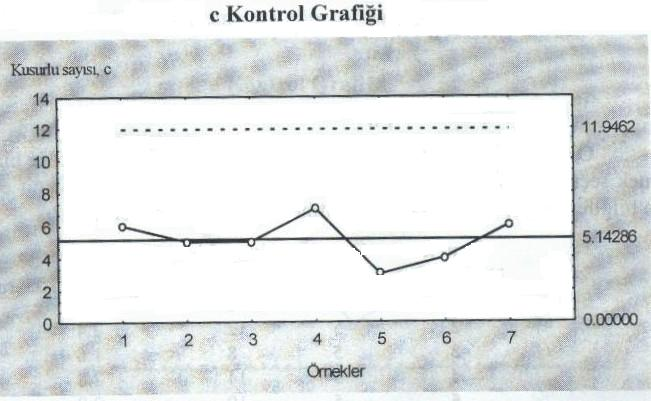 c Kontrol Grafiği
Kusurlu sayısı, c
14
12
11.9462
10
8
6
5.14286
4
2
0
0.00000
1 2 3 4 5 6 7
Örnekler